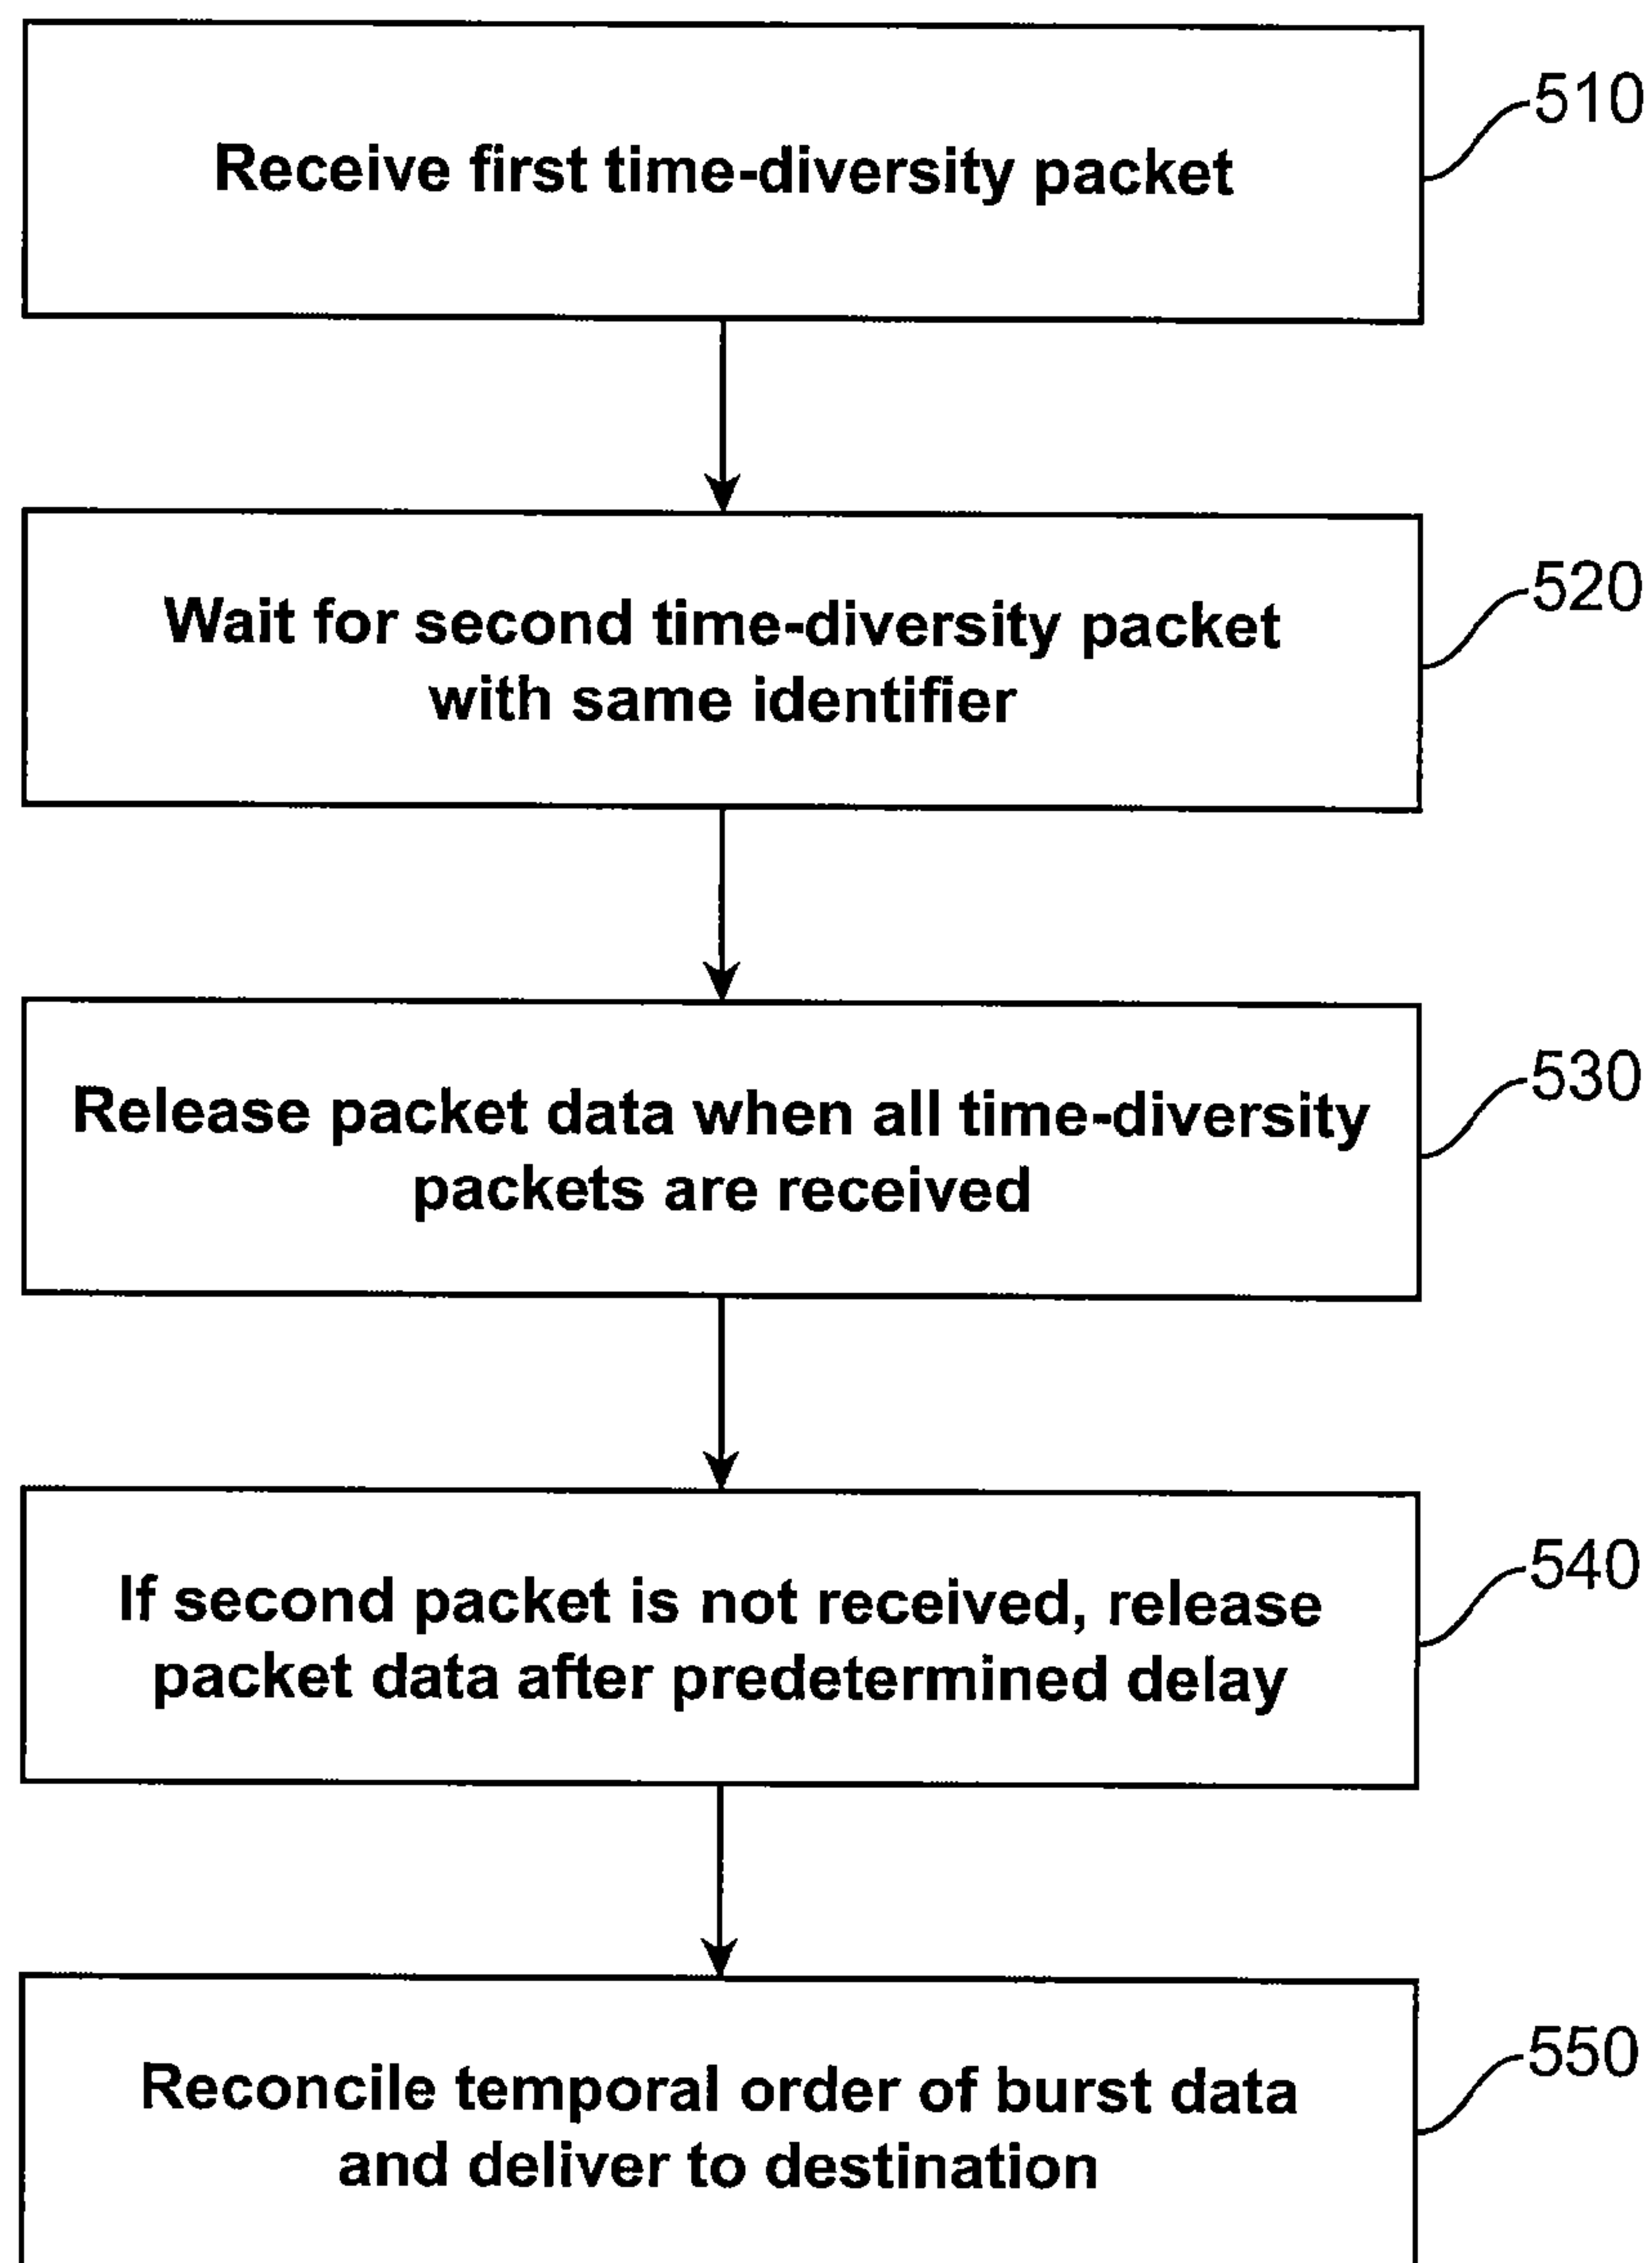 510
Receive first time-diversity packet
520
Wait for second time-diversity packet
with same identifier
530
Release packet data when all time-diversity
packets are received
540
If second packet is not received, release
packet data after predetermined delay
550
Reconcile temporal order of burst data
and deliver to destination